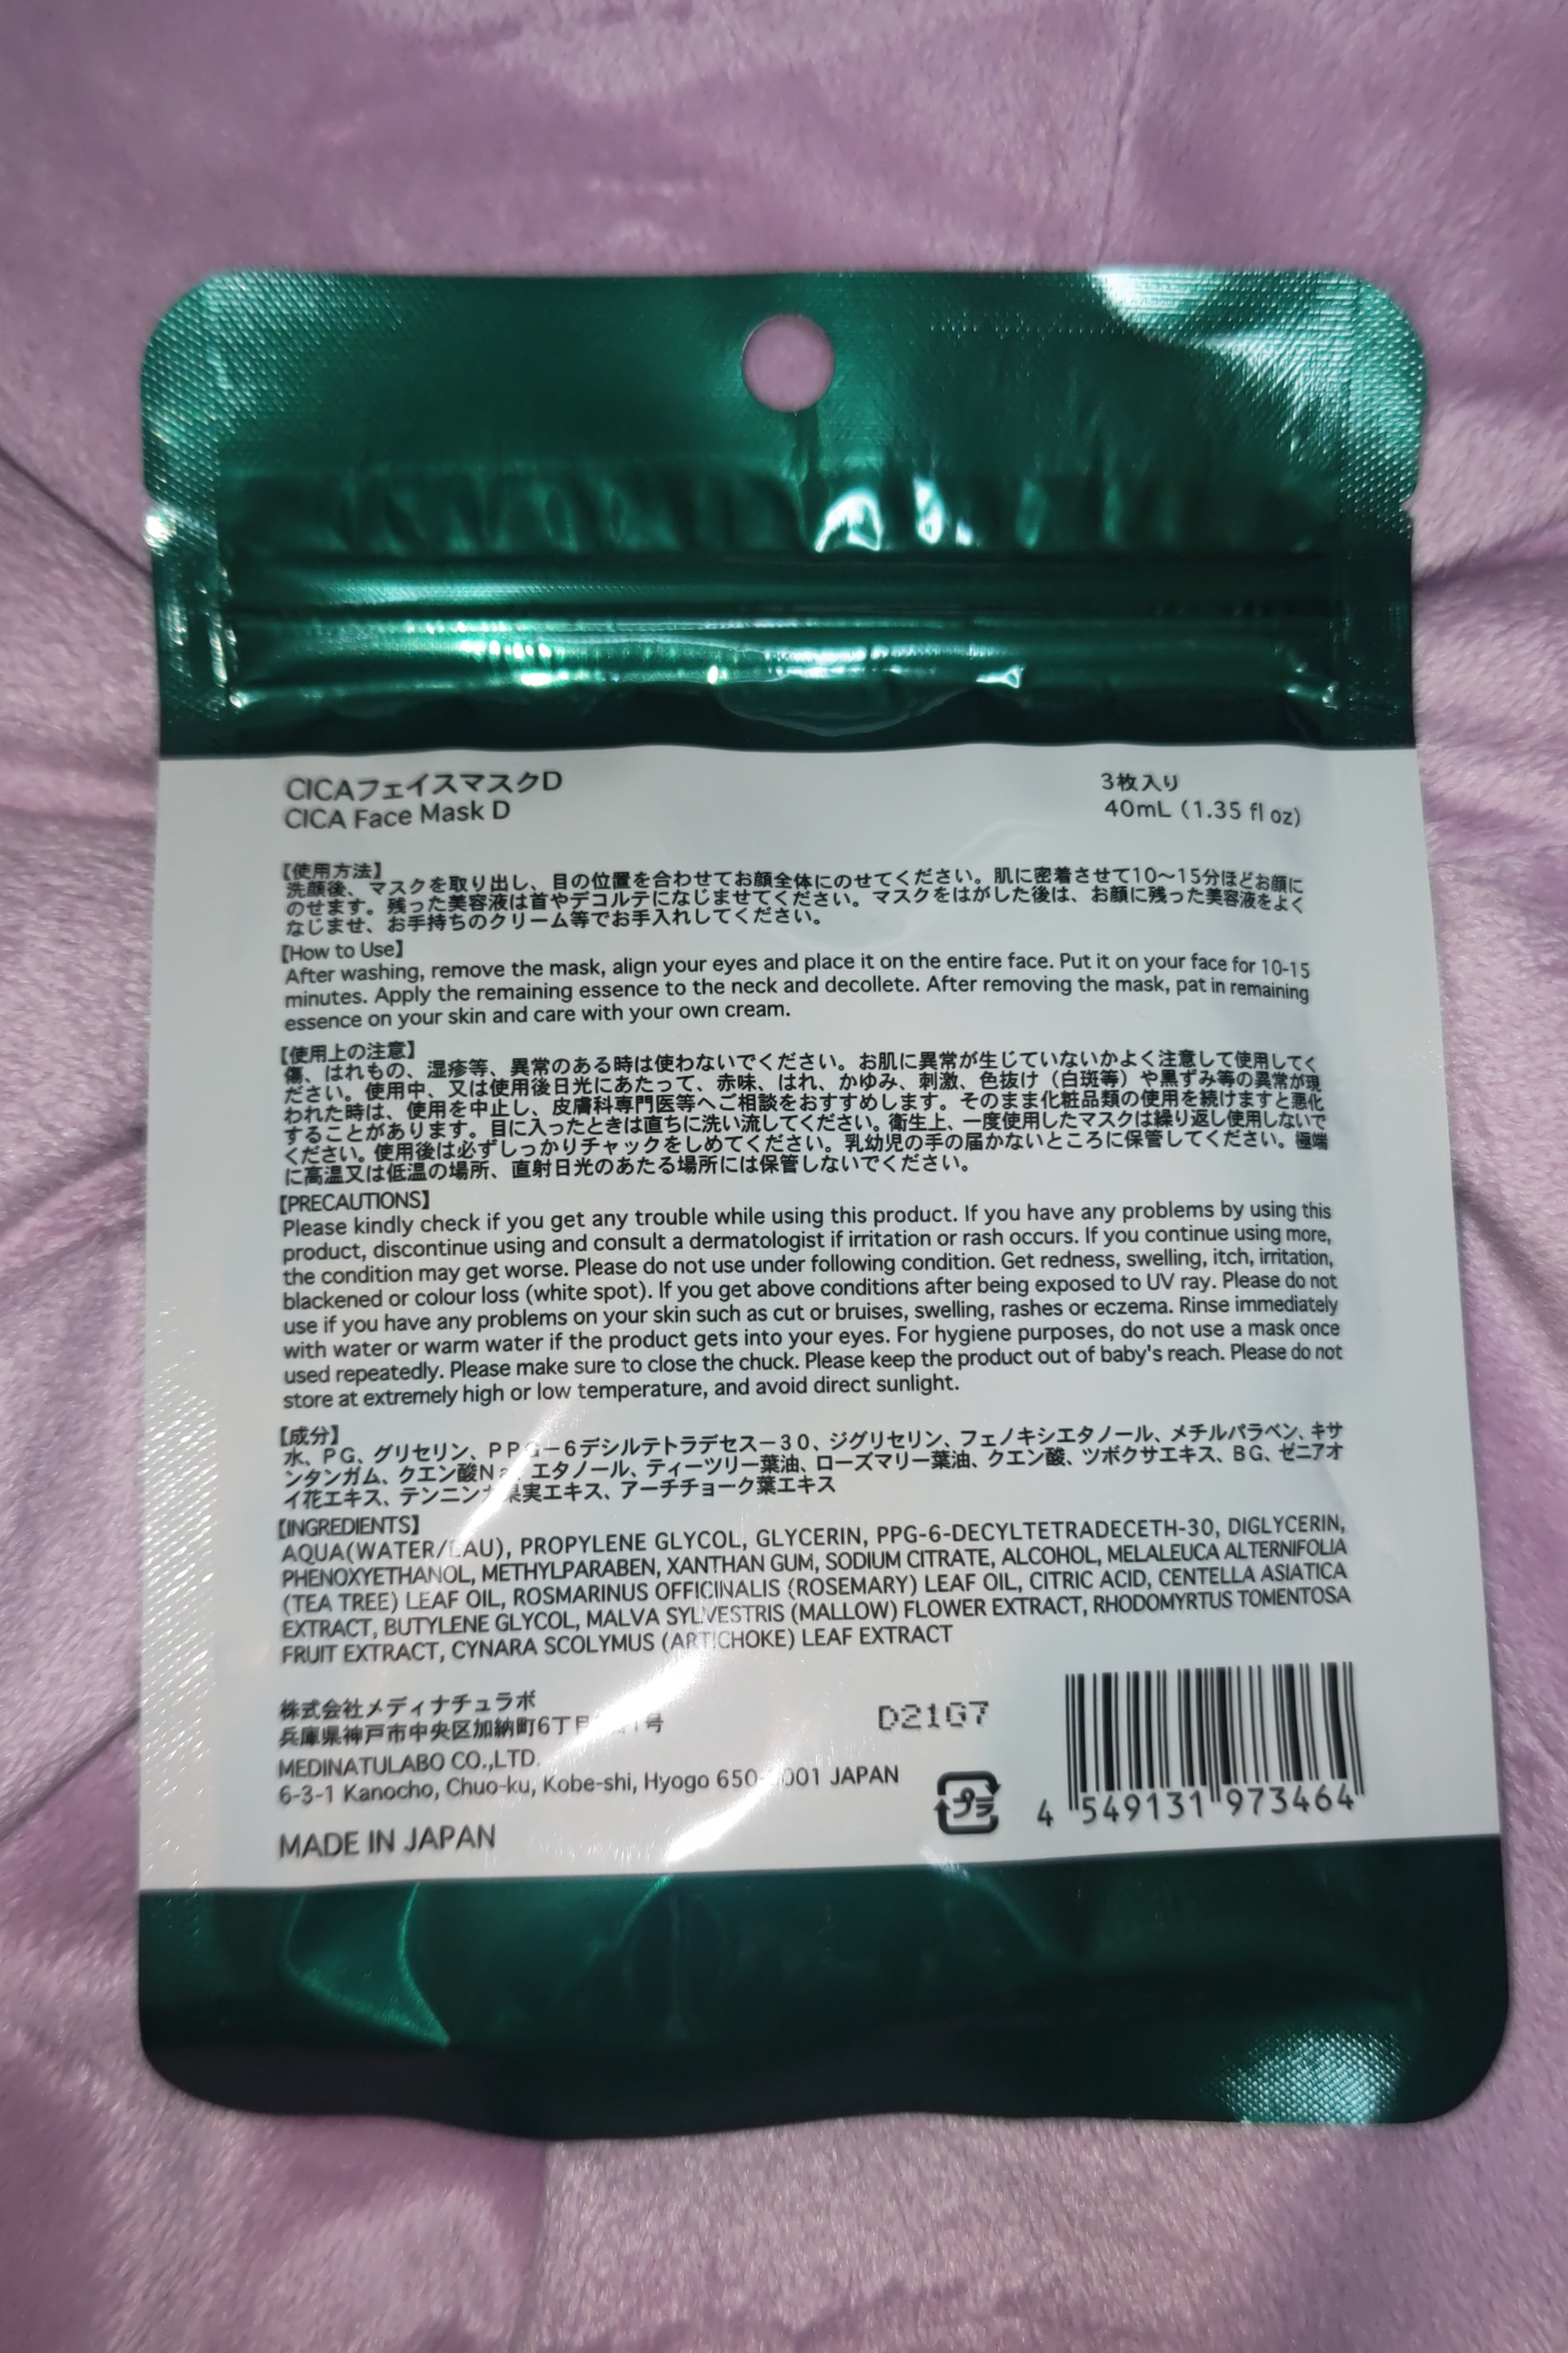 CICAフェイスマスクD
CICA Face Mask D
3枚入り
40mL (1.35 fl oz)
【使用方法】
洗顔後、マスクを取り出し、目の位置を合わせてお顔全体にのせてください。肌に密着させて10〜15分ほどお顔に
のせます。残った美容液は首やデコルテになじませてください。マスクをはがした後は、お顔に残った美容液をよく
なじませ、お手持ちのクリーム等でお手入れしてください。
【How to Use】
After washing, remove the mask, align your eyes and place it on the entire face. Put it on your face for 10-15
minutes. Apply the remaining essence to the neck and decollete. After removing the mask, pat in remaining
essence on your skin and care with your own cream.
【使用上の注意】
傷、はれもの、湿疹等、異常のある時は使わないでください。お肌に異常が生じていないかよく注意して使用してく
ださい。使用中、又は使用後日光にあたって、赤味、はれ、かゆみ、刺激、色抜け（白斑等）や黒ずみ等の異常が現
われた時は、使用を中止し、皮膚科専門医等へご相談をおすすめします。そのまま化粧品類の使用を続けますと悪化
することがあります。目に入ったときは直ちに洗い流してください。衛生上、一度使用したマスクは繰り返し使用しないで
ください。使用後は必ずしっかりチャックをしめてください。乳幼児の手の届かないところに保管してください。極端
に高温又は低温の場所、直射日光のあたる場所には保管しないでください。
【PRECAUTIONS】
Please kindly check if you get any trouble while using this product. If you have any problems by using this
product, discontinue using and consult a dermatologist if irritation or rash occurs. If you continue using more,
the condition may get worse. Please do not use under following condition. Get redness, swelling, itch, irritation,
blackened or colour loss (white spot). If you get above conditions after being exposed to UV ray. Please do not
use if you have any problems on your skin such as cut or bruises, swelling, rashes or eczema. Rinse immediately
with water or warm water if the product gets into your eyes. For hygiene purposes, do not use a mask once
used repeatedly. Please make sure to close the chuck. Please keep the product out of baby's reach. Please do not
store at extremely high or low temperature, and avoid direct sunlight.
【成分】
水、PG、グリセリン、PPG－6デシルテトラデセス－30、ジグリセリン、フェノキシエタノール、メチルパラベン、キサ
ンタンガム、クエン酸Na、エタノール、ティーツリー葉油、ローズマリー葉油、クエン酸、ツボクサエキス、BG、ゼニアオ
イ花エキス、テンニンカ果実エキス、アーチチョーク葉エキス
【INGREDIENTS】
AQUA(WATER/EAU), PROPYLENE GLYCOL, GLYCERIN, PPG-6-DECYLTETRADECETH-30, DIGLYCERIN,
PHENOXYETHANOL, METHYLPARABEN, XANTHAN GUM, SODIUM CITRATE, ALCOHOL, MELALEUCA ALTERNIFOLIA
(TEA TREE) LEAF OIL, ROSMARINUS OFFICINALIS (ROSEMARY) LEAF OIL, CITRIC ACID, CENTELLA ASIATICA
EXTRACT, BUTYLENE GLYCOL, MALVA SYLVESTRIS (MALLOW) FLOWER EXTRACT, RHODOMYRTUS TOMENTOSA
FRUIT EXTRACT, CYNARA SCOLYMUS (ARTICHOKE) LEAF EXTRACT
株式会社メディナチュラボ
兵庫県神戸市中央区加納町6丁目
MEDINATULABO CO.,LTD.
6-3-1 Kanocho, Chuo-ku, Kobe-shi, Hyogo JAPAN
MADE IN JAPAN
D21G7
プラ
4 549131 973464